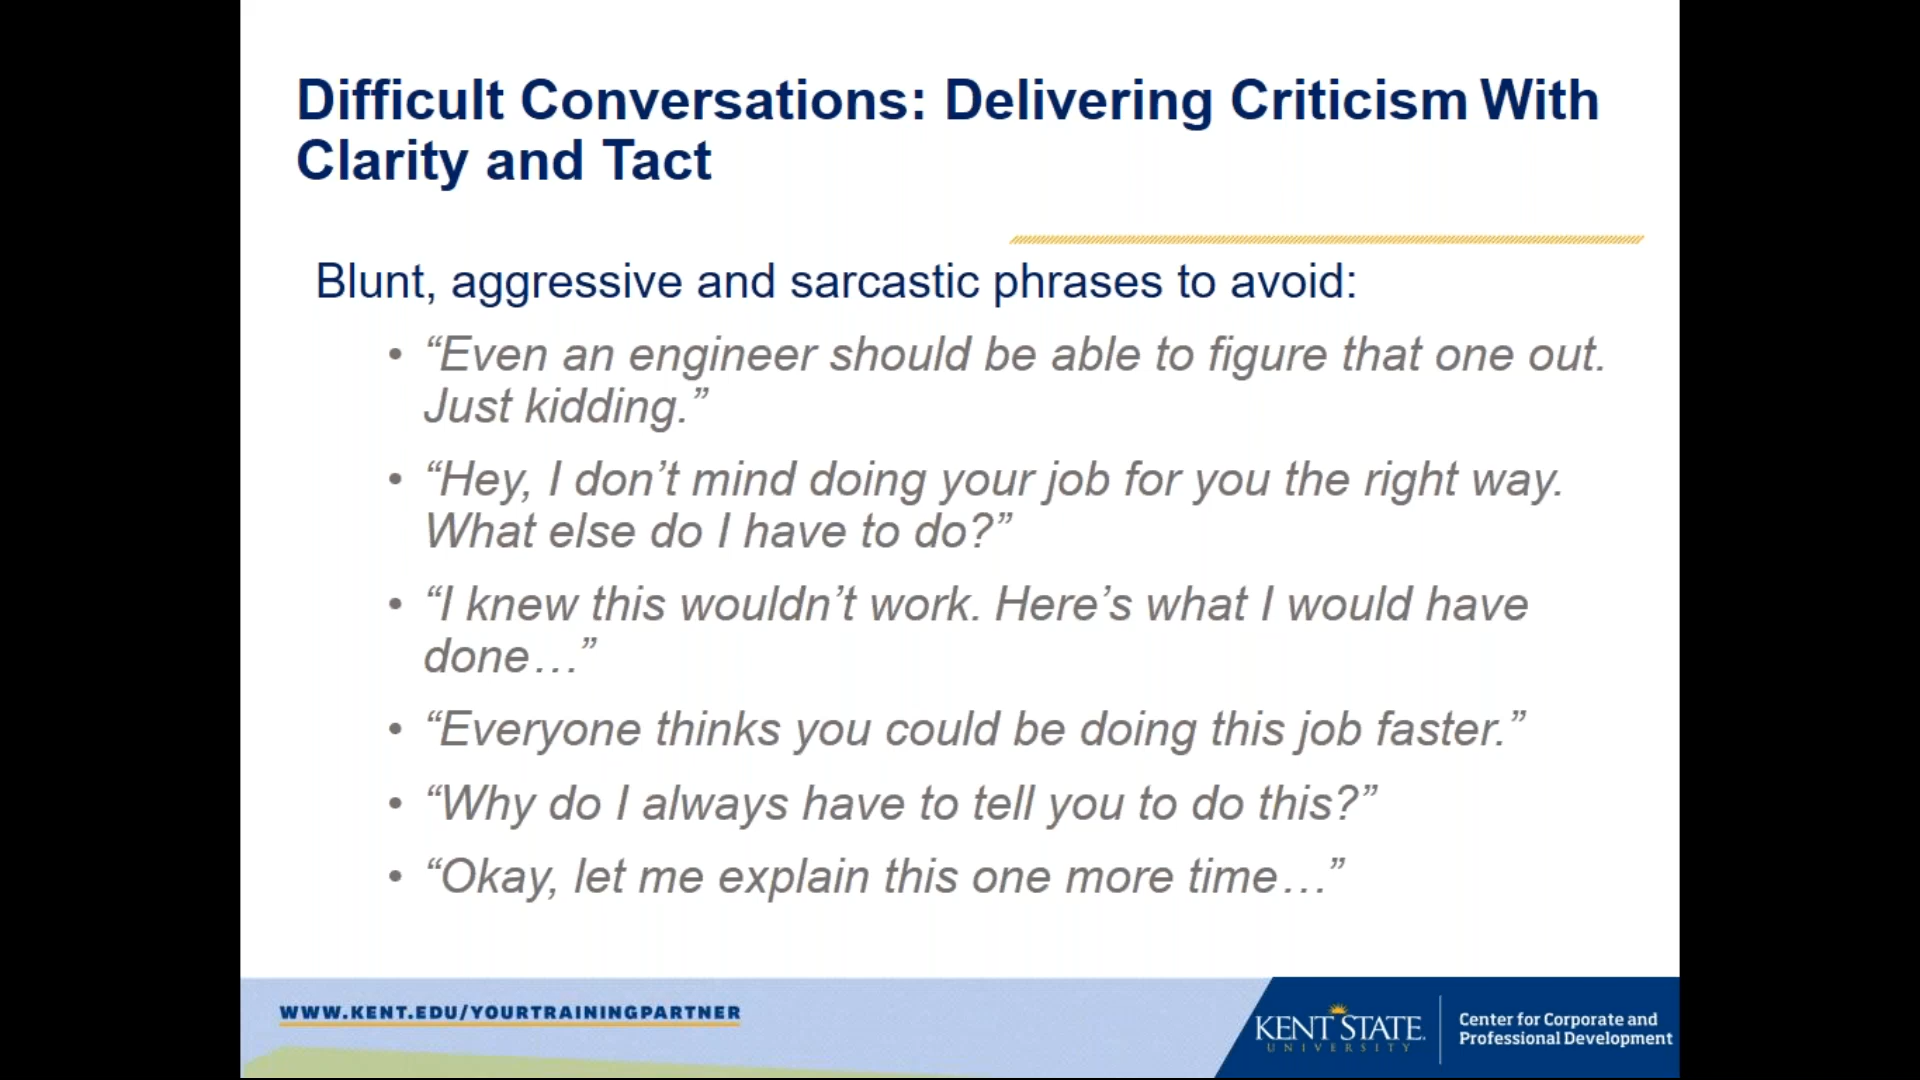 Difficult Conversations: Delivering Criticism With
Clarity and Tact
Blunt, aggressive and sarcastic phrases to avoid:
• “Even an engineer should be able to figure that one out.
Just kidding.”
• “Hey, I don’t mind doing your job for you the right way.
What else do I have to do?”
• “I knew this wouldn’t work. Here’s what I would have
done…”
• “Everyone thinks you could be doing this job faster.”
• “Why do I always have to tell you to do this?”
• “Okay, let me explain this one more time…”
WWW.KENT.EDU/YOURTRAININGPARTNER
KENT STATE
UNIVERSITY
Center for Corporate and
Professional Development